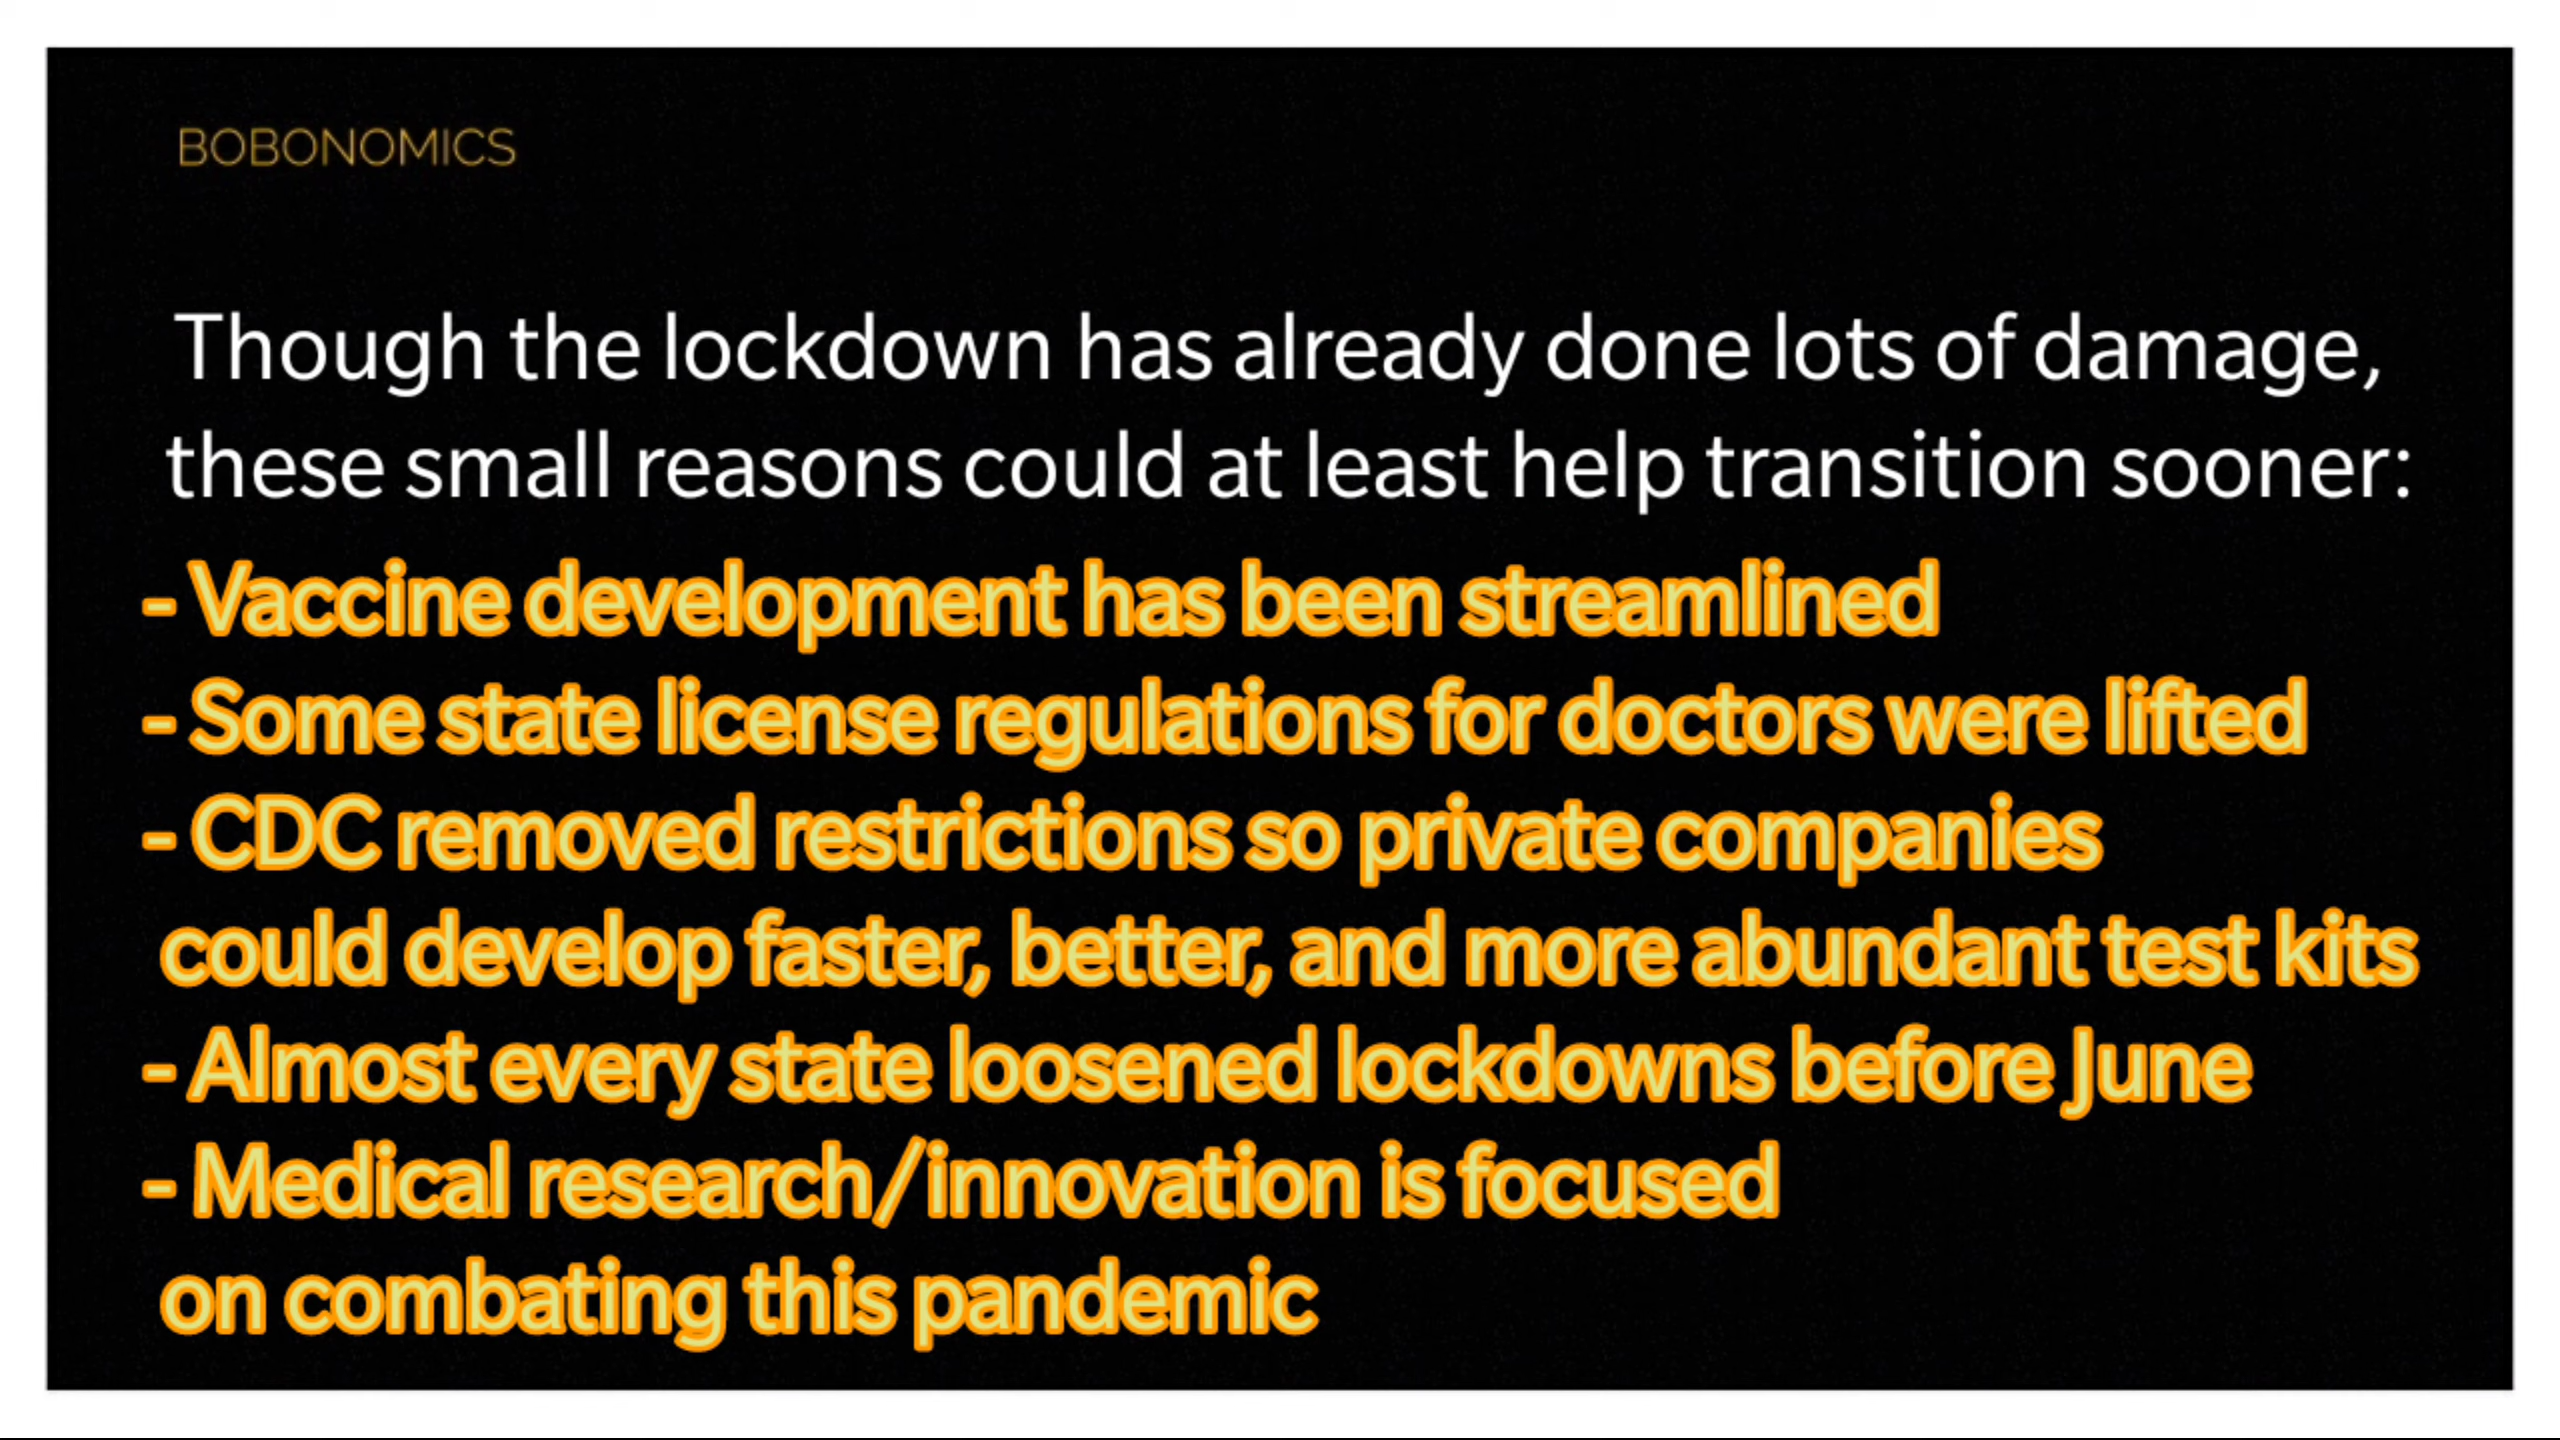 BOBONOMICS
Though the lockdown has already done lots of damage,
these small reasons could at least help transition sooner:
- Vaccine development has been streamlined
- Some state license regulations for doctors were lifted
- CDC removed restrictions so private companies
could develop faster, better, and more abundant test kits
- Almost every state loosened lockdowns before June
- Medical research/innovation is focused
on combating this pandemic